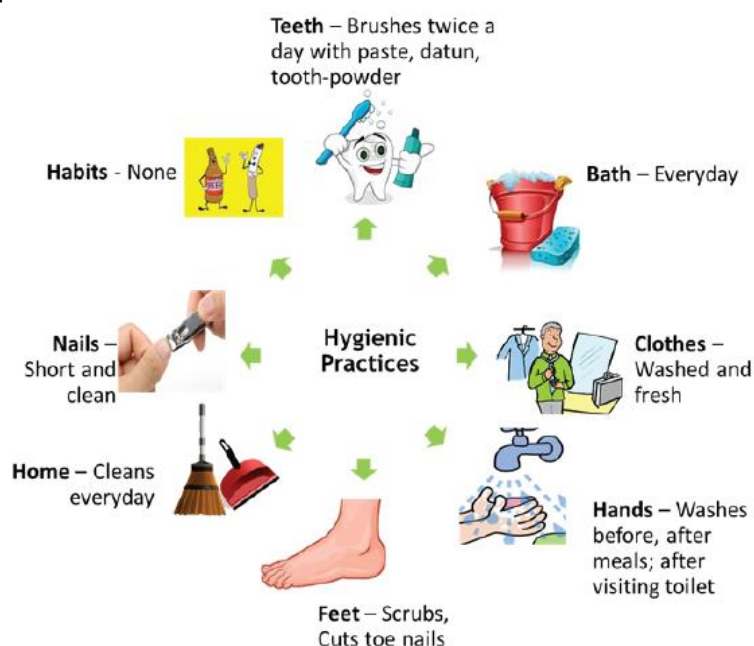 Teeth – Brushes twice a
day with paste, datun,
tooth-powder
Habits - None
BEER
Bath – Everyday
Nails –
Short and
clean
Hygienic
Practices
Clothes –
Washed and
fresh
Home – Cleans
everyday
Hands – Washes
before, after
meals; after
visiting toilet
Feet – Scrubs,
Cuts toe nails